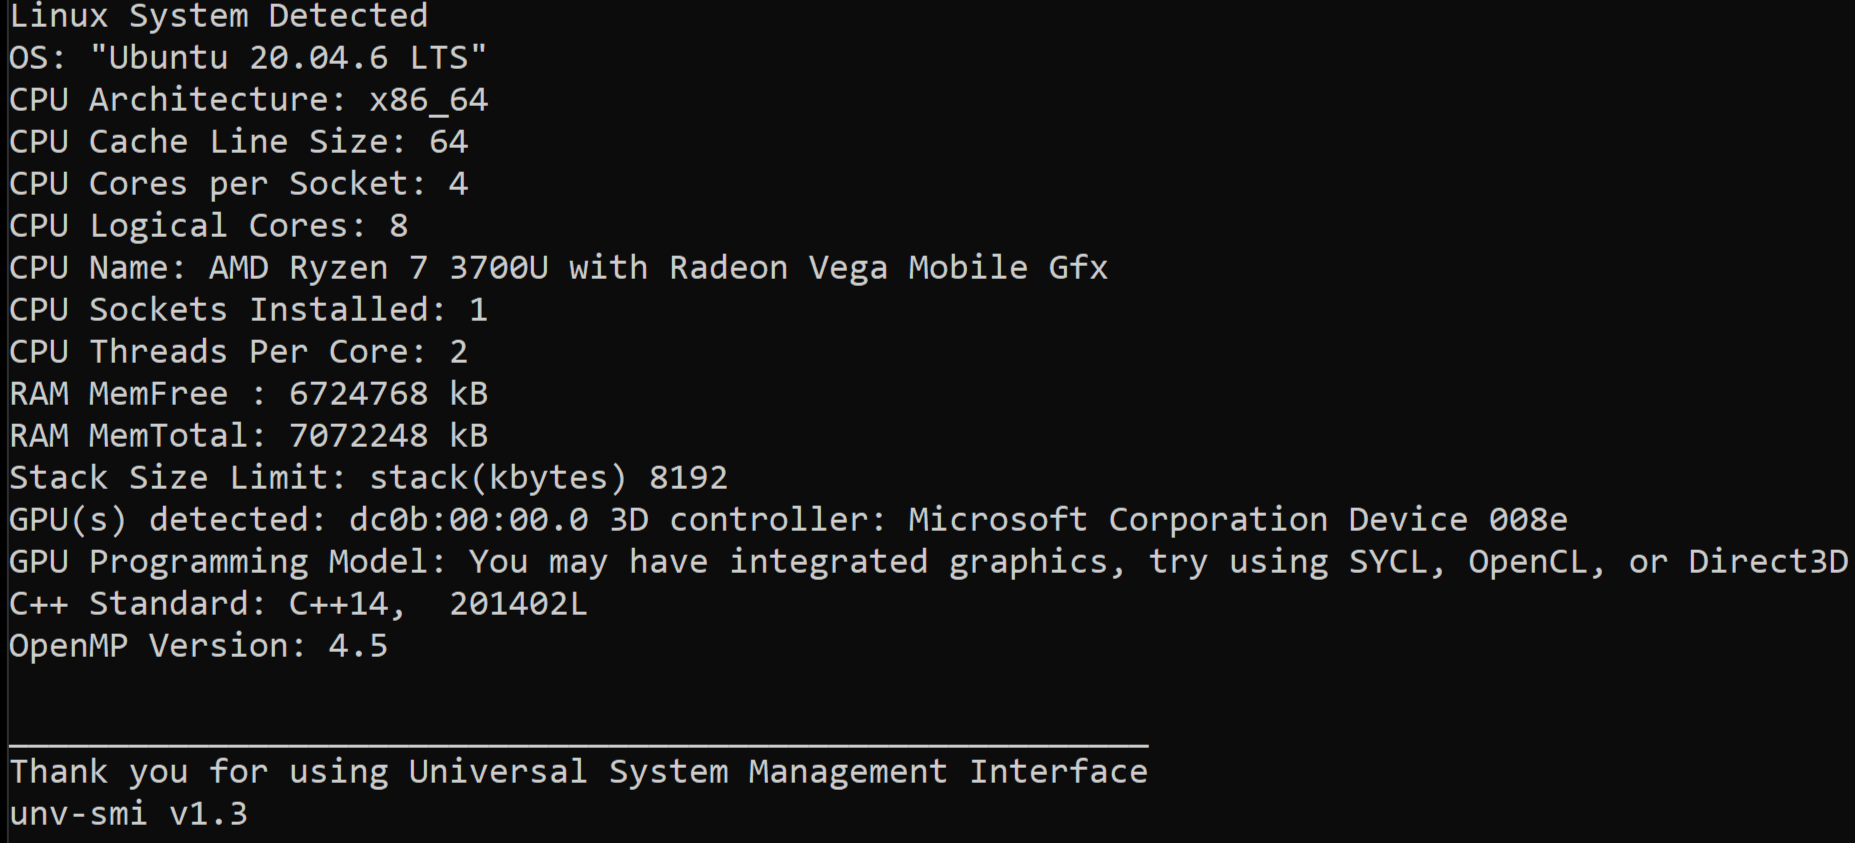 Linux System Detected
OS: "Ubuntu 20.04.6 LTS"
CPU Architecture: x86_64
CPU Cache Line Size: 64
CPU Cores per Socket: 4
CPU Logical Cores: 8
CPU Name: AMD Ryzen 7 3700U with Radeon Vega Mobile Gfx
CPU Sockets Installed: 1
CPU Threads Per Core: 2
RAM MemFree : 6724768 kB
RAM MemTotal: 7072248 kB
Stack Size Limit: stack(kbytes) 8192
GPU(s) detected: dc0b:00:00.0 3D controller: Microsoft Corporation Device 008e
GPU Programming Model: You may have integrated graphics, try using SYCL, OpenCL, or Direct3D
C++ Standard: C++14,  201402L
OpenMP Version: 4.5
_________________________________________________________
Thank you for using Universal System Management Interface
unv-smi v1.3